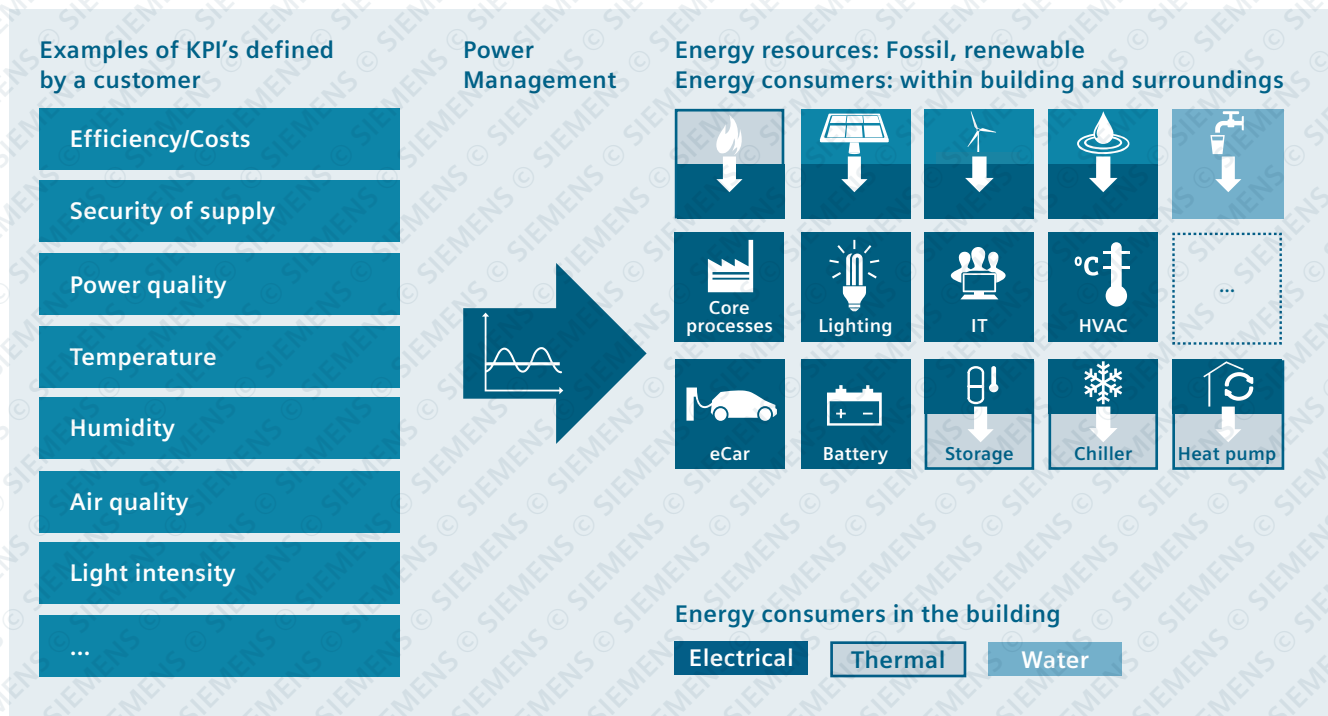 Examples of KPI's defined
by a customer
Efficiency/Costs
Security of supply
Power quality
Temperature
Humidity
Air quality
Light intensity
...
Power
Management
Energy resources: Fossil, renewable
Energy consumers: within building and surroundings
Core
processes
Lighting
IT
°C
HVAC
...
eCar
+ −
Battery
Storage
Chiller
Heat pump
Energy consumers in the building
Electrical
Thermal
Water
© SIEMENS